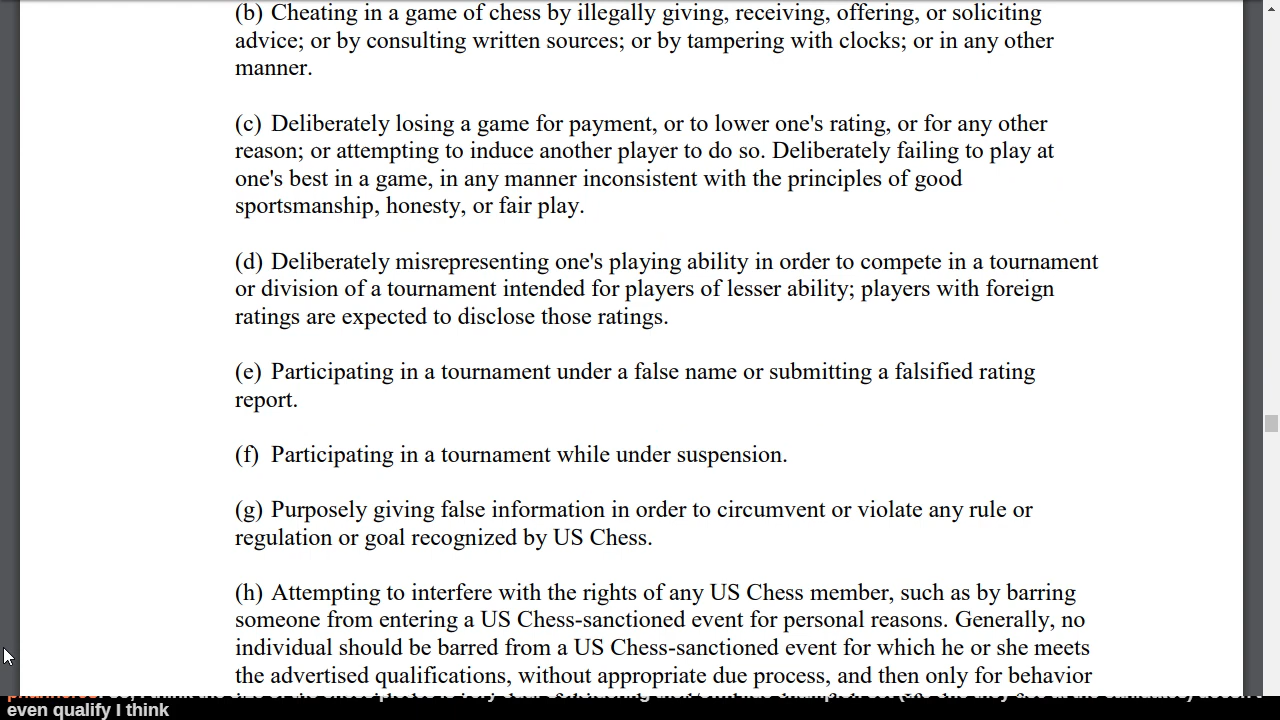 (b) Cheating in a game of chess by illegally giving, receiving, offering, or soliciting
advice; or by consulting written sources; or by tampering with clocks; or in any other
manner.
(c) Deliberately losing a game for payment, or to lower one's rating, or for any other
reason; or attempting to induce another player to do so. Deliberately failing to play at
one's best in a game, in any manner inconsistent with the principles of good
sportsmanship, honesty, or fair play.
(d) Deliberately misrepresenting one's playing ability in order to compete in a tournament
or division of a tournament intended for players of lesser ability; players with foreign
ratings are expected to disclose those ratings.
(e) Participating in a tournament under a false name or submitting a falsified rating
report.
(f) Participating in a tournament while under suspension.
(g) Purposely giving false information in order to circumvent or violate any rule or
regulation or goal recognized by US Chess.
(h) Attempting to interfere with the rights of any US Chess member, such as by barring
someone from entering a US Chess-sanctioned event for personal reasons. Generally, no
individual should be barred from a US Chess-sanctioned event for which he or she meets
the advertised qualifications, without appropriate due process, and then only for behavior
even qualify I think